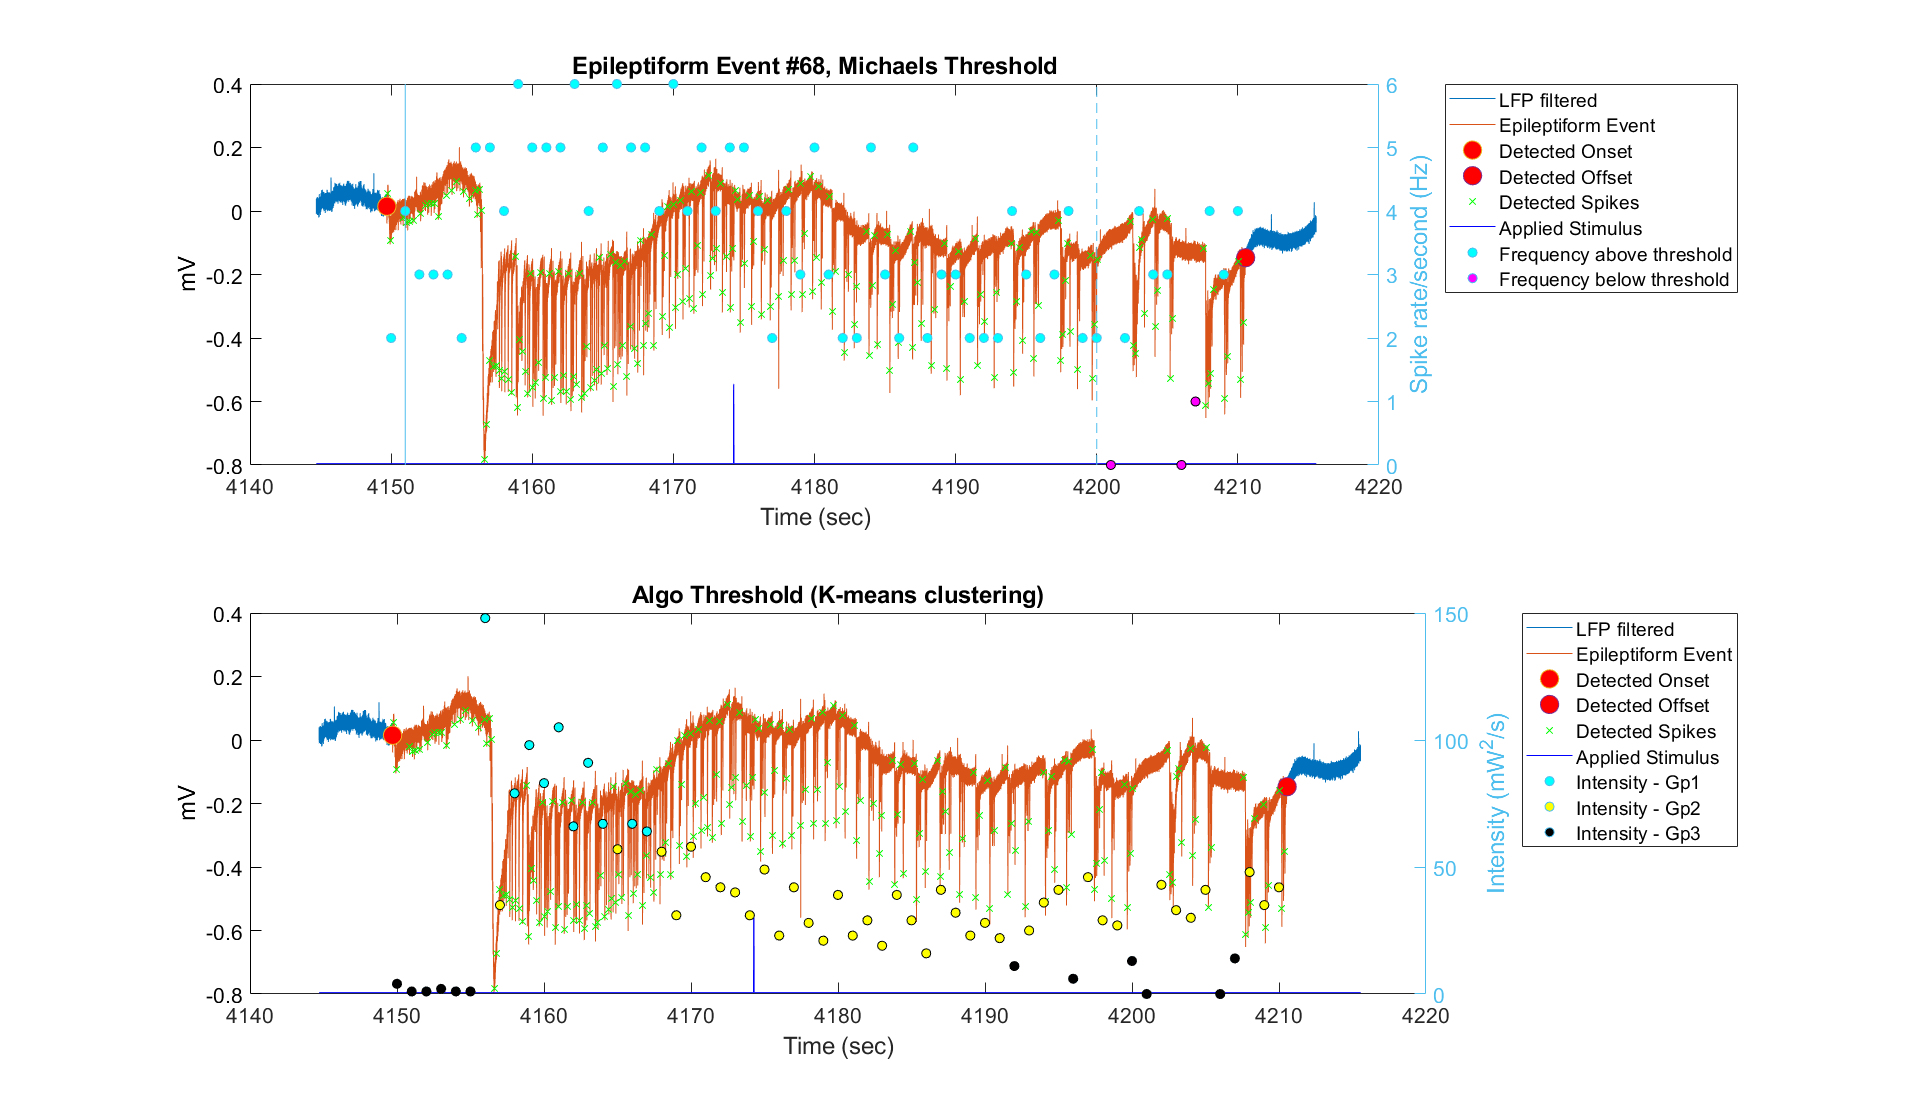 Epileptiform Event #68, Michaels Threshold
0.4
0.2
0
-0.2
-0.4
-0.6
-0.8
mV
4140
4150
4160
4170
4180
4190
4200
4210
4220
Time (sec)
6
5
4
3
2
1
0
Spike rate/second (Hz)
LFP filtered
Epileptiform Event
Detected Onset
Detected Offset
Detected Spikes
Applied Stimulus
Frequency above threshold
Frequency below threshold
Algo Threshold (K-means clustering)
0.4
0.2
0
-0.2
-0.4
-0.6
-0.8
mV
4140
4150
4160
4170
4180
4190
4200
4210
4220
Time (sec)
150
100
50
0
Intensity (mW²/s)
LFP filtered
Epileptiform Event
Detected Onset
Detected Offset
Detected Spikes
Applied Stimulus
Intensity - Gp1
Intensity - Gp2
Intensity - Gp3